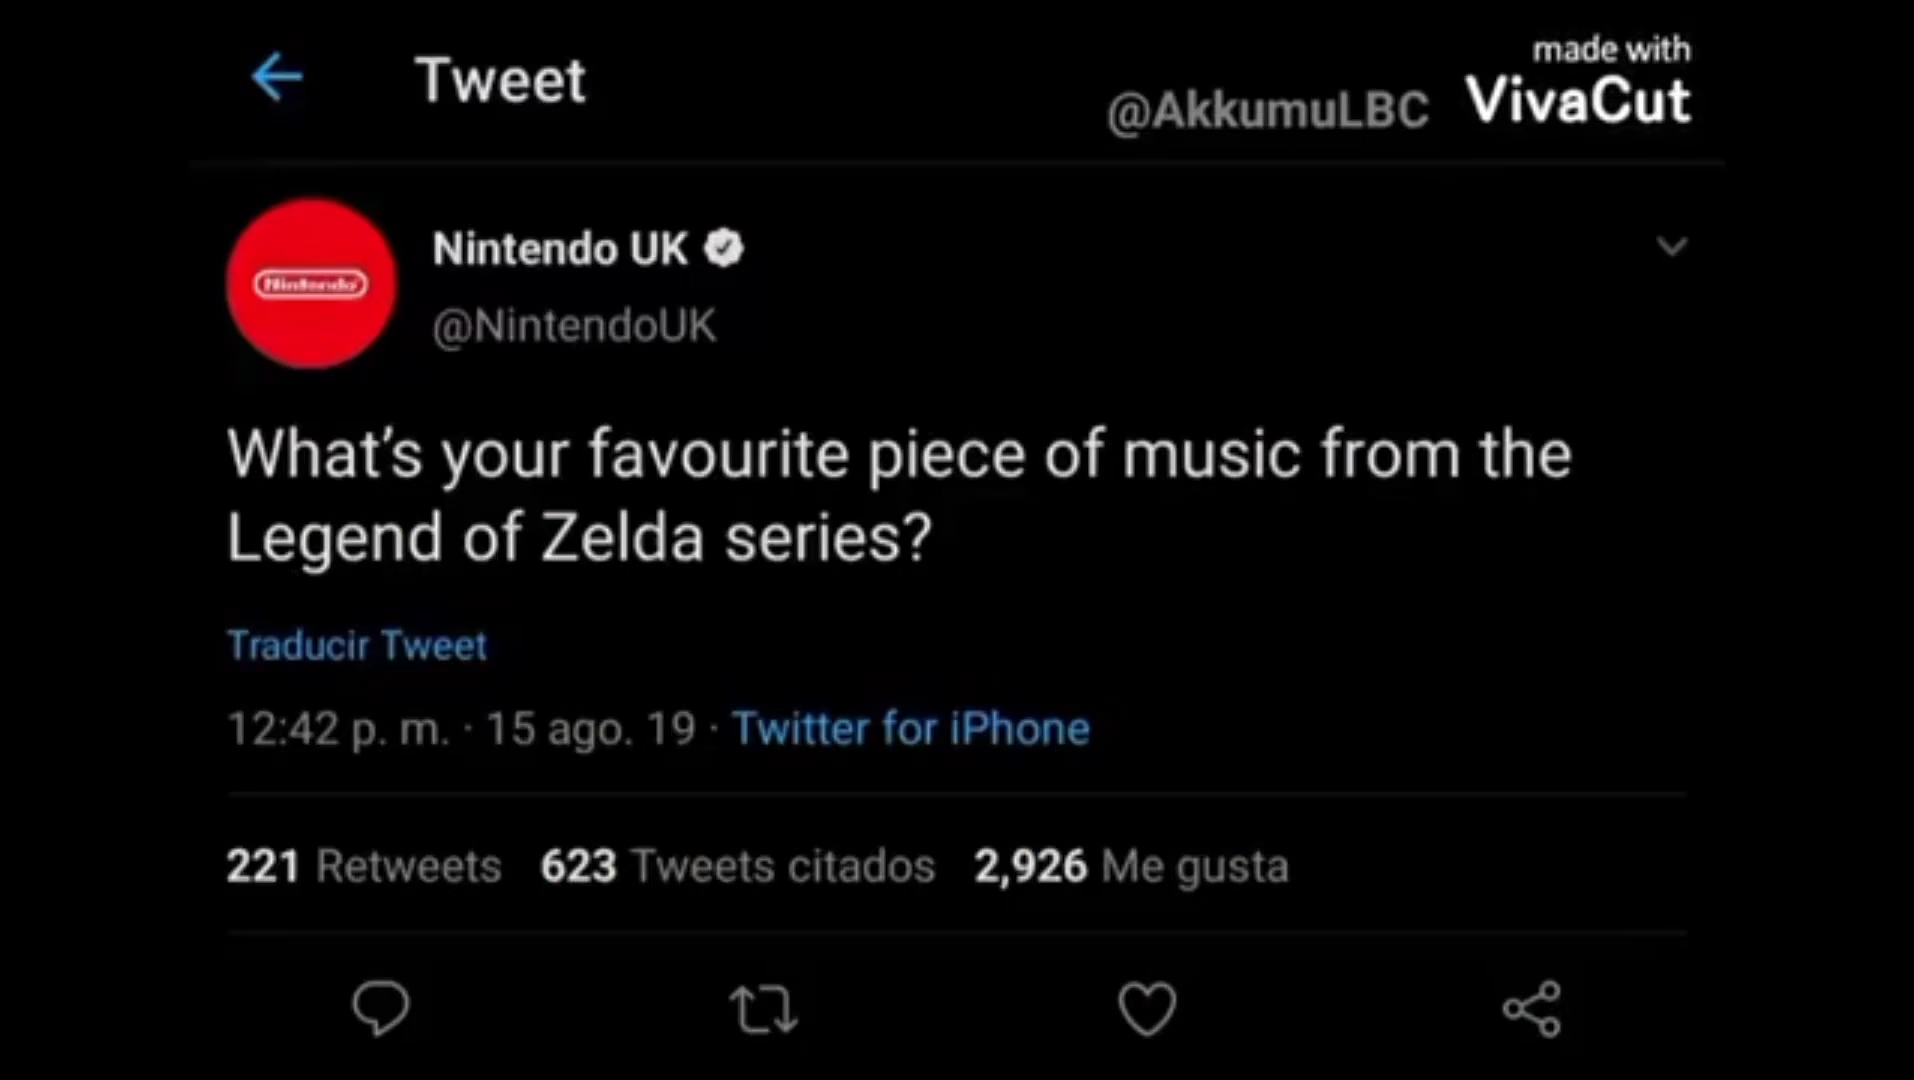 made with
Tweet
@AkkumuLBC VivaCut
Nintendo UK
Nintendo
@NintendoUK
What's your favourite piece of music from the
Legend of Zelda series?
Traducir Tweet
12:42 p. m. · 15 ago. 19 · Twitter for iPhone
221 Retweets 623 Tweets citados 2,926 Me gusta